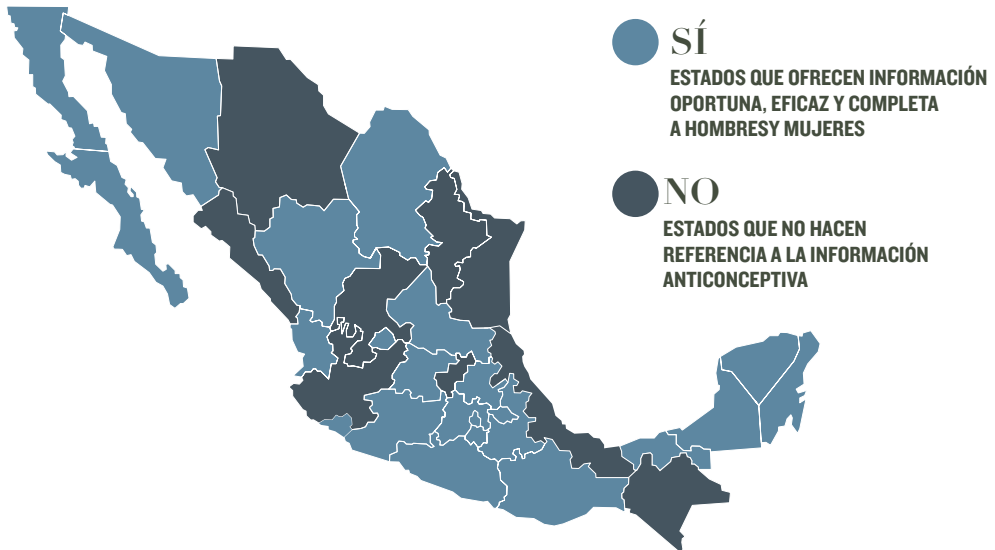 SÍ
ESTADOS QUE OFRECEN INFORMACIÓN
OPORTUNA, EFICAZ Y COMPLETA
A HOMBRESY MUJERES
NO
ESTADOS QUE NO HACEN
REFERENCIA A LA INFORMACIÓN
ANTICONCEPTIVA